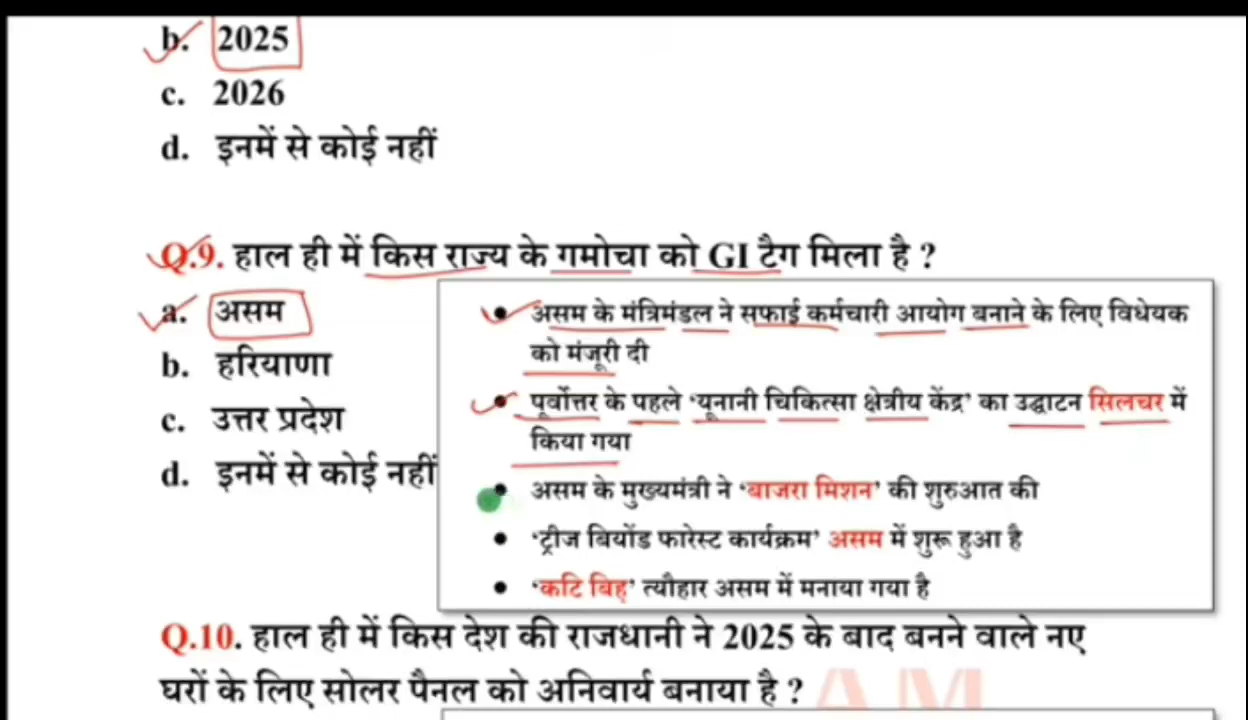 b. 2025
c. 2026
d. इनमें से कोई नहीं
Q.9. हाल ही में किस राज्य के गमोचा को GI टैग मिला है ?
a. असम
b. हरियाणा
c. उत्तर प्रदेश
d. इनमें से कोई नहीं
• असम के मंत्रिमंडल ने सफाई कर्मचारी आयोग बनाने के लिए विधेयक
को मंजूरी दी
• पूर्वोत्तर के पहले ‘यूनानी चिकित्सा क्षेत्रीय केंद्र’ का उद्घाटन सिलचर में
किया गया
• असम के मुख्यमंत्री ने ‘बाजरा मिशन’ की शुरुआत की
• ‘ट्रीज बियोंड फारेस्ट कार्यक्रम’ असम में शुरू हुआ है
• ‘कटि बिहू’ त्यौहार असम में मनाया गया है
Q.10. हाल ही में किस देश की राजधानी ने 2025 के बाद बनने वाले नए
घरों के लिए सोलर पैनल को अनिवार्य बनाया है ?